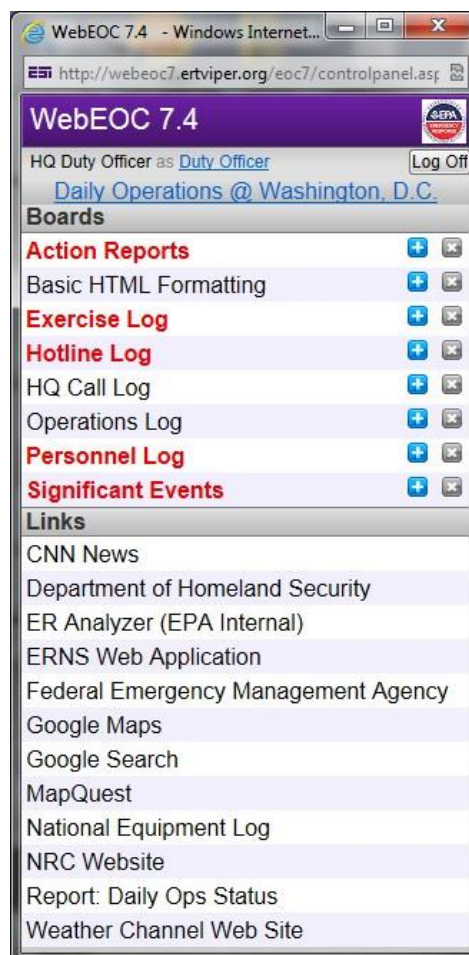 WebEOC 7.4 - Windows Internet...
ESi http://webeoc7.ertviper.org/eoc7/controlpanel.asp
WebEOC 7.4
EPA
EMERGENCY
RESPONSE
HQ Duty Officer as Duty Officer Log Off
Daily Operations @ Washington, D.C.
Boards
Action Reports
Basic HTML Formatting
Exercise Log
Hotline Log
HQ Call Log
Operations Log
Personnel Log
Significant Events
Links
CNN News
Department of Homeland Security
ER Analyzer (EPA Internal)
ERNS Web Application
Federal Emergency Management Agency
Google Maps
Google Search
MapQuest
National Equipment Log
NRC Website
Report: Daily Ops Status
Weather Channel Web Site